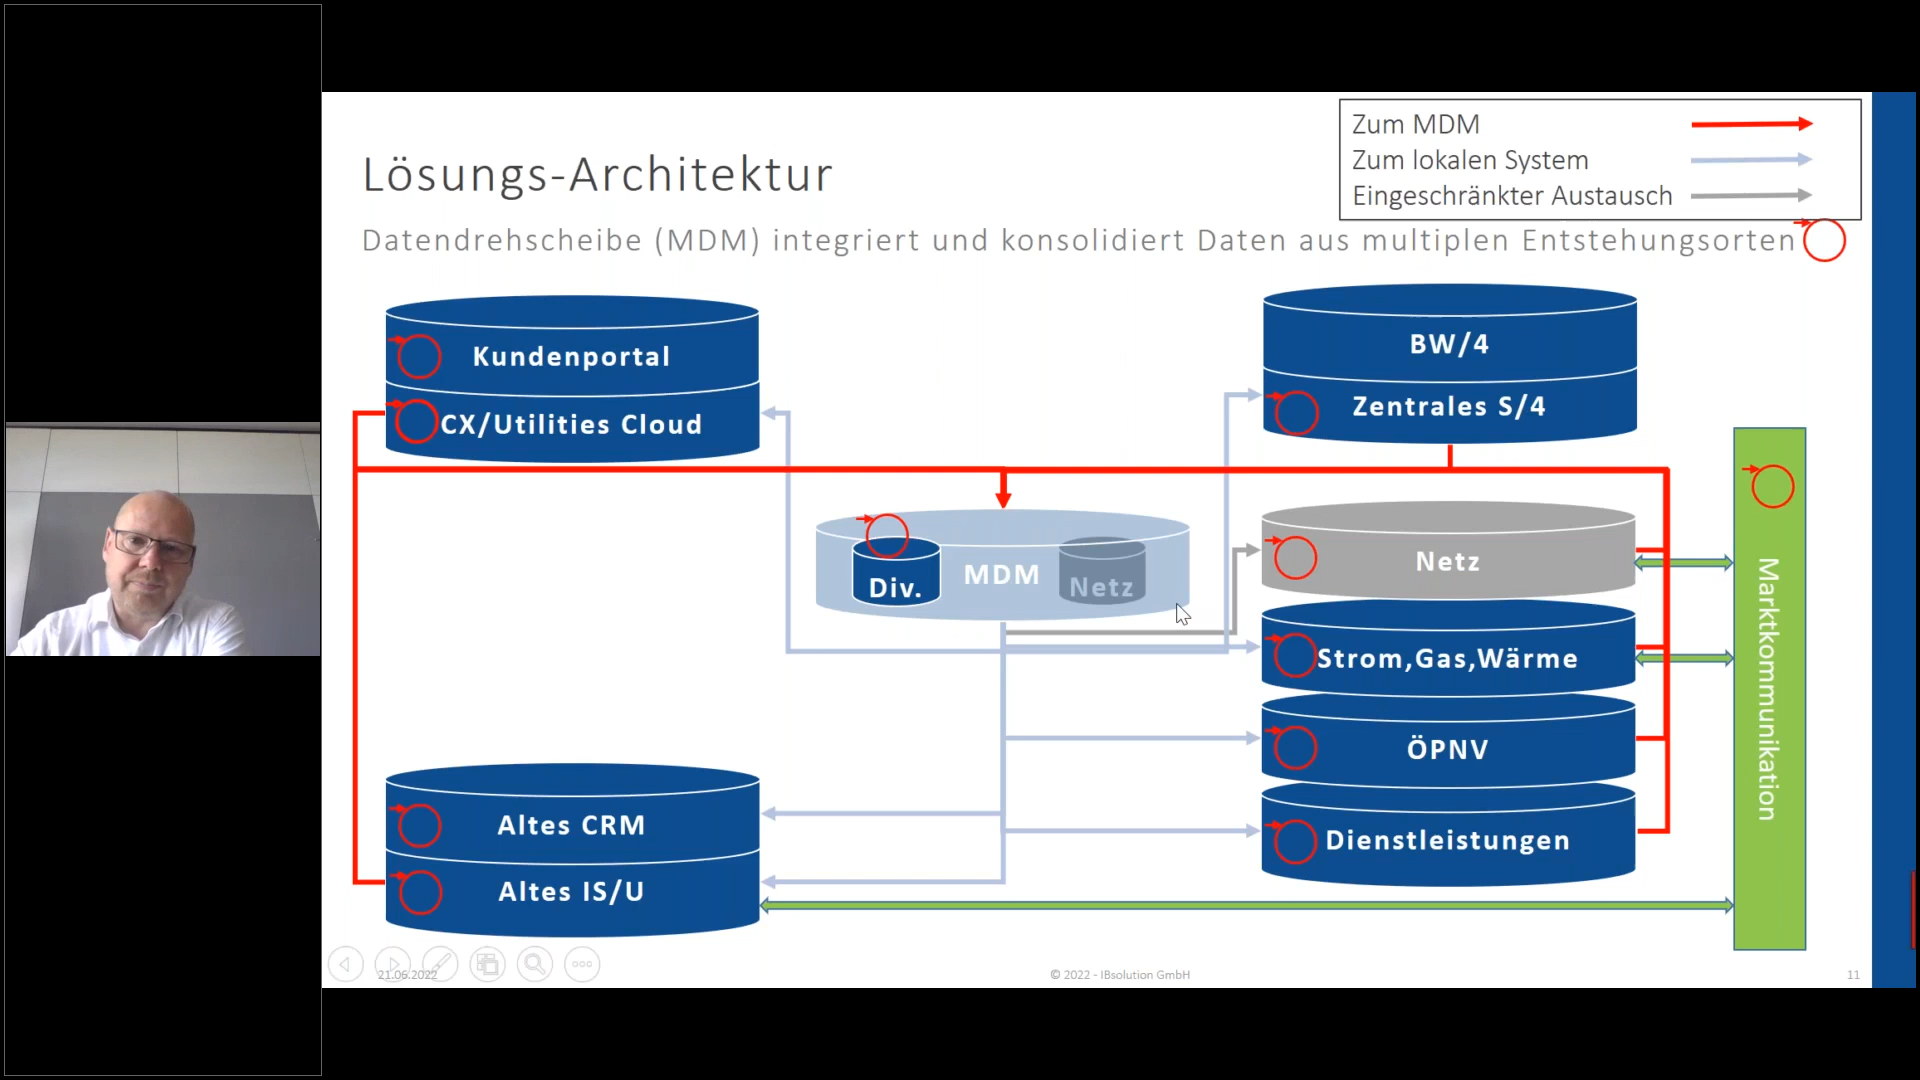 Zum MDM
Zum lokalen System
Eingeschränkter Austausch
Lösungs-Architektur
Datendrehscheibe (MDM) integriert und konsolidiert Daten aus multiplen Entstehungsorten
Kundenportal
CX/Utilities Cloud
BW/4
Zentrales S/4
Div.
MDM
Netz
Netz
Strom,Gas,Wärme
ÖPNV
Dienstleistungen
Marktkommunikation
Altes CRM
Altes IS/U
21.06.2022
© 2022 - IBsolution GmbH
11